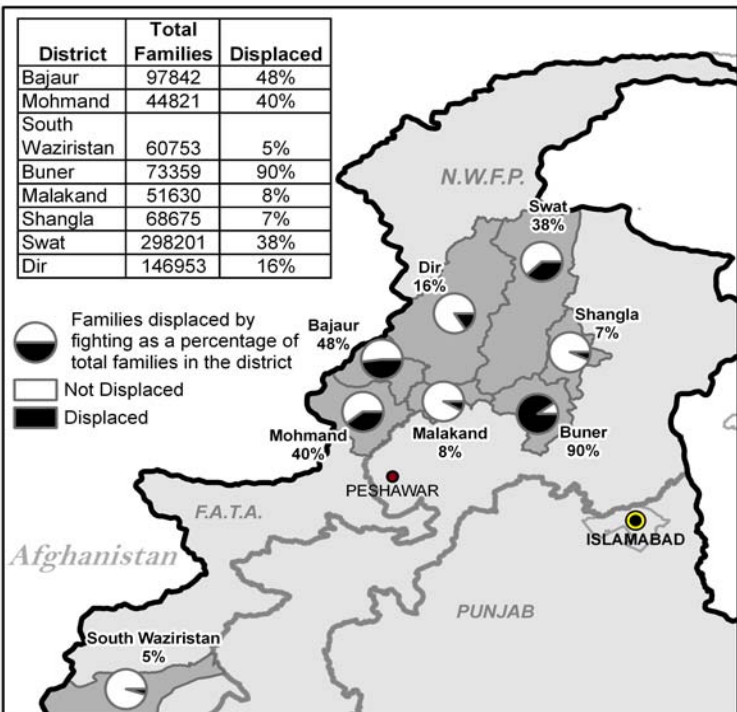 District Total Families Displaced
Bajaur 97842 48%
Mohmand 44821 40%
South Waziristan 60753 5%
Buner 73359 90%
Malakand 51630 8%
Shangla 68675 7%
Swat 298201 38%
Dir 146953 16%
Families displaced by
fighting as a percentage of
total families in the district
Not Displaced
Displaced
N.W.F.P.
Swat
38%
Dir
16%
Shangla
7%
Bajaur
48%
Mohmand
40%
Malakand
8%
Buner
90%
PESHAWAR
F.A.T.A.
ISLAMABAD
Afghanistan
PUNJAB
South Waziristan
5%